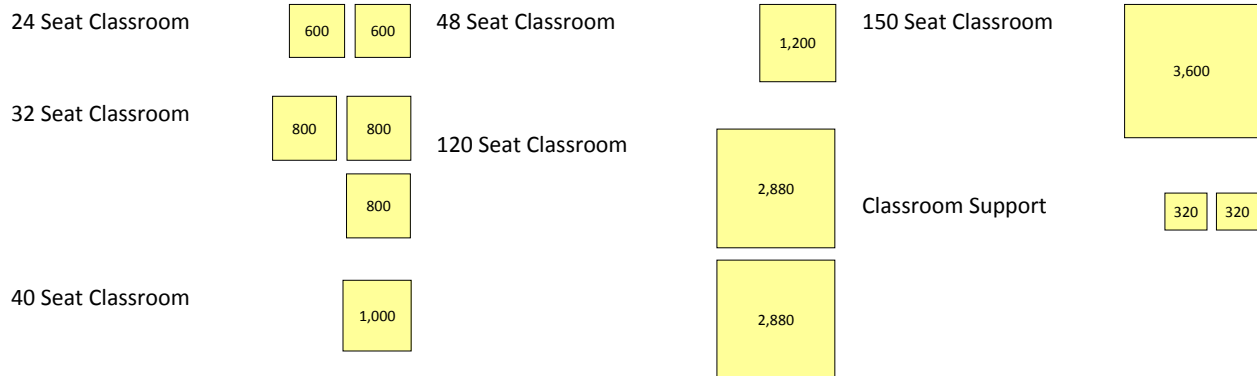 24 Seat Classroom
600 600
32 Seat Classroom
800 800
800
40 Seat Classroom
1,000
48 Seat Classroom
1,200
120 Seat Classroom
2,880
2,880
150 Seat Classroom
3,600
Classroom Support
320 320